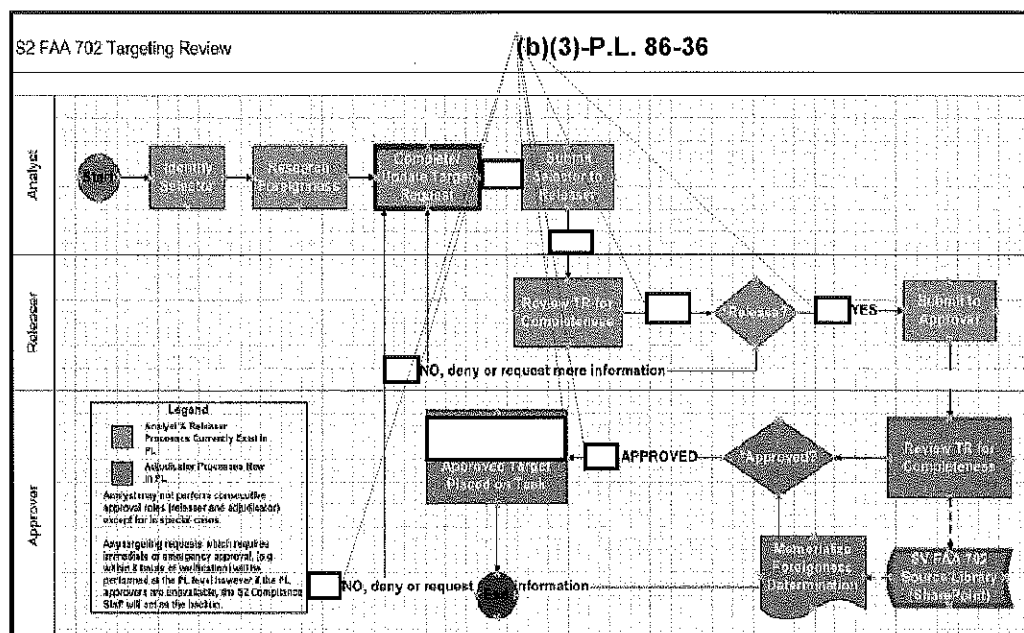 S2 FAA 702 Targeting Review
(b)(3)-P.L. 86-36
Analyst
Start
Identify
Selector
Research
Foreignness
Complete/
Update Target
Request
Submit
Selector to
Releaser
Releaser
Review TR for
Completeness
Release?
YES
Submit to
Approval
NO, deny or request more information
Approver
Legend
Analyst & Releaser
Processes Currently Exist in
PL
Adjudicator Processes New
in PL
Analyst may not perform consecutive
approval roles (releaser and adjudicator)
except for in special cases.
Any targeting requests which requires
immediate or emergency approval, (e.g.
within 8 hours of verification) will be
performed at the PL level however if the PL
approvers are unavailable, the S2 Compliance
Staff will act as the backup.
Approved Target
Placed on Task
APPROVED
Approved?
Review TR for
Completeness
NO, deny or request
information
End
Memorialize
Foreignness
Determination
SV FAA 702
Source Library
(SharePoint)